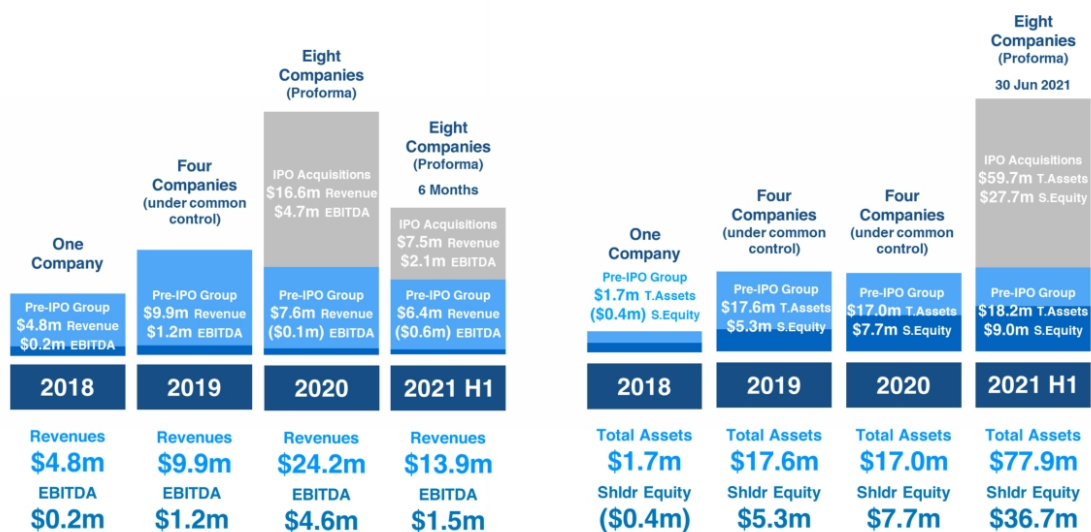 One
Company
Pre-IPO Group
$4.8m Revenue
$0.2m EBITDA
2018
Revenues
$4.8m
EBITDA
$0.2m
Four
Companies
(under common
control)
Pre-IPO Group
$9.9m Revenue
$1.2m EBITDA
2019
Revenues
$9.9m
EBITDA
$1.2m
Eight
Companies
(Proforma)
IPO Acquisitions
$16.6m Revenue
$4.7m EBITDA
Pre-IPO Group
$7.6m Revenue
($0.1m) EBITDA
2020
Revenues
$24.2m
EBITDA
$4.6m
Eight
Companies
(Proforma)
6 Months
IPO Acquisitions
$7.5m Revenue
$2.1m EBITDA
Pre-IPO Group
$6.4m Revenue
($0.6m) EBITDA
2021 H1
Revenues
$13.9m
EBITDA
$1.5m
One
Company
Pre-IPO Group
$1.7m T.Assets
($0.4m) S.Equity
2018
Total Assets
$1.7m
Shldr Equity
($0.4m)
Four
Companies
(under common
control)
Pre-IPO Group
$17.6m T.Assets
$5.3m S.Equity
2019
Total Assets
$17.6m
Shldr Equity
$5.3m
Four
Companies
(under common
control)
Pre-IPO Group
$17.0m T.Assets
$7.7m S.Equity
2020
Total Assets
$17.0m
Shldr Equity
$7.7m
Eight
Companies
(Proforma)
30 Jun 2021
IPO Acquisitions
$59.7m T.Assets
$27.7m S.Equity
Pre-IPO Group
$18.2m T.Assets
$9.0m S.Equity
2021 H1
Total Assets
$77.9m
Shldr Equity
$36.7m